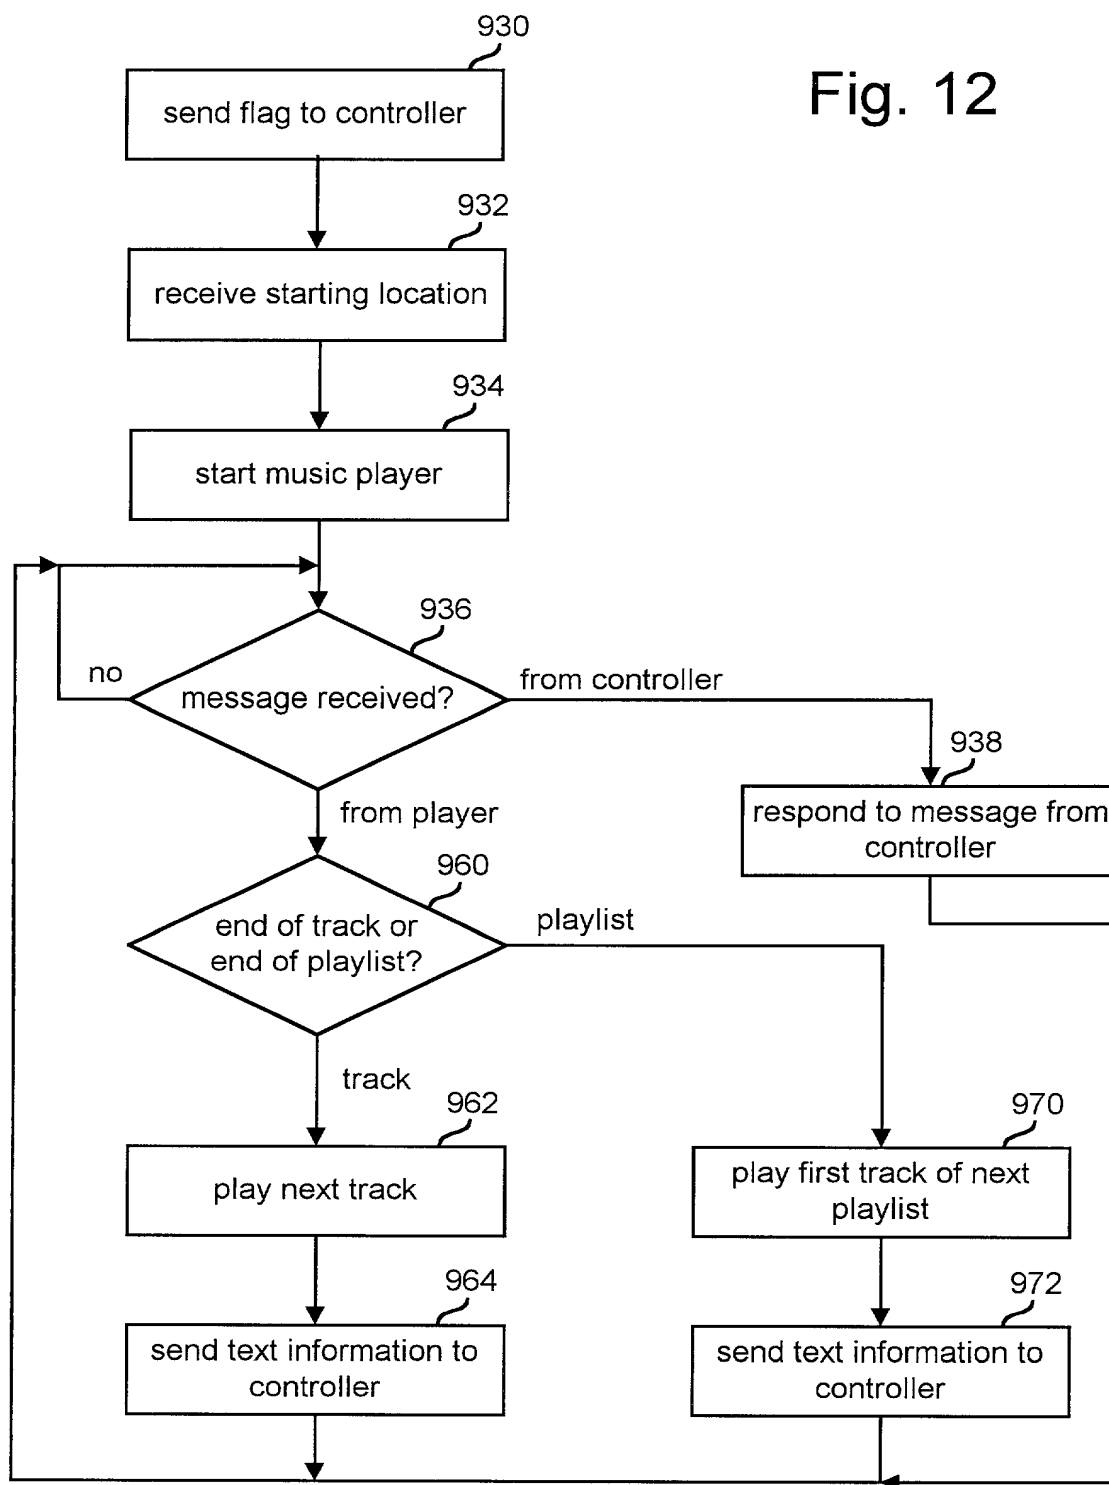 930
Fig. 12
send flag to controller
932
receive starting location
934
start music player
936
no
message received?
from controller
938
respond to message from
controller
from player
960
end of track or
end of playlist?
playlist
track
962
play next track
970
play first track of next
playlist
964
send text information to
controller
972
send text information to
controller